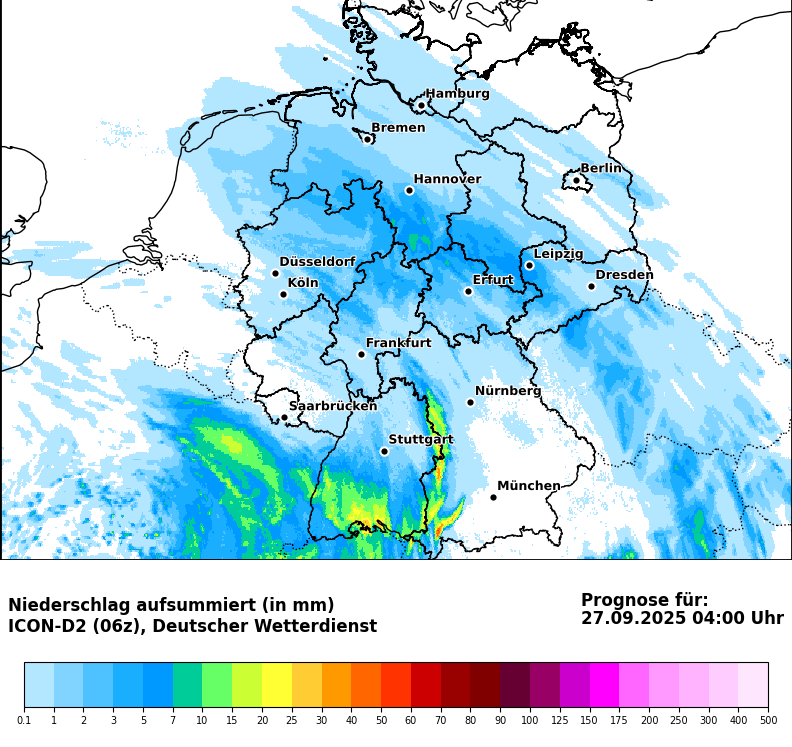 Hamburg
Bremen
Berlin
Hannover
Düsseldorf
Leipzig
Köln
Erfurt
Dresden
Frankfurt
Nürnberg
Saarbrücken
Stuttgart
München
Niederschlag aufsummiert (in mm)
ICON-D2 (06z), Deutscher Wetterdienst
Prognose für:
27.09.2025 04:00 Uhr
0.1 1 2 3 5 7 10 15 20 25 30 40 50 60 70 80 90 100 125 150 175 200 250 300 400 500